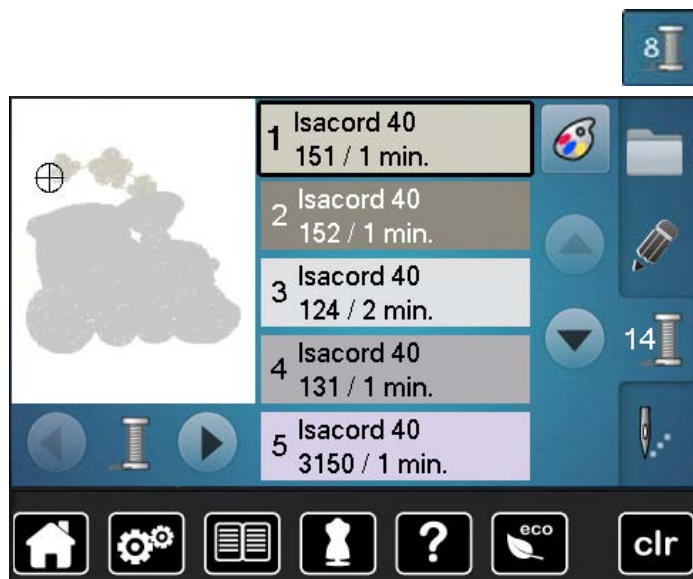 8
1 Isacord 40
151 / 1 min.
2 Isacord 40
152 / 1 min.
3 Isacord 40
124 / 2 min.
14
4 Isacord 40
131 / 1 min.
5 Isacord 40
3150 / 1 min.
?
eco
clr